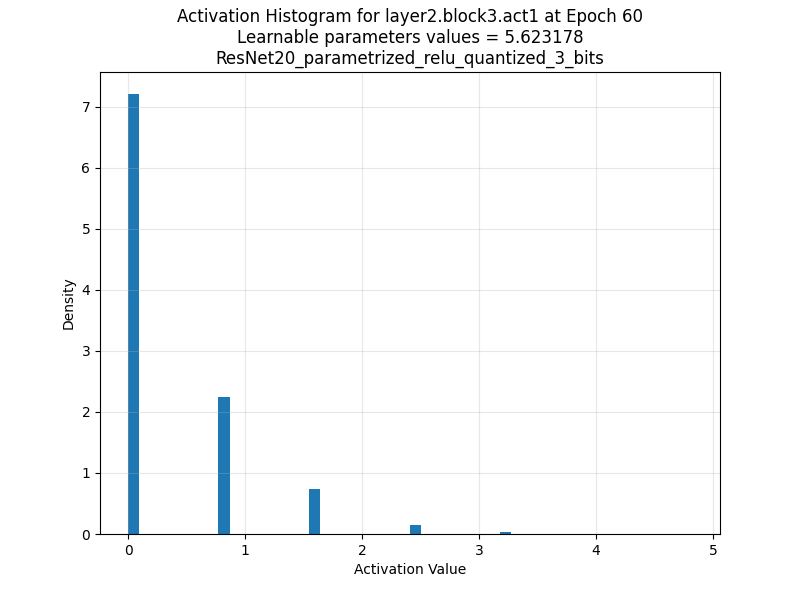 Activation Histogram for layer2.block3.act1 at Epoch 60
Learnable parameters values = 5.623178
ResNet20_parametrized_relu_quantized_3_bits
7
6
5
4
3
2
1
0
Density
0 1 2 3 4 5
Activation Value